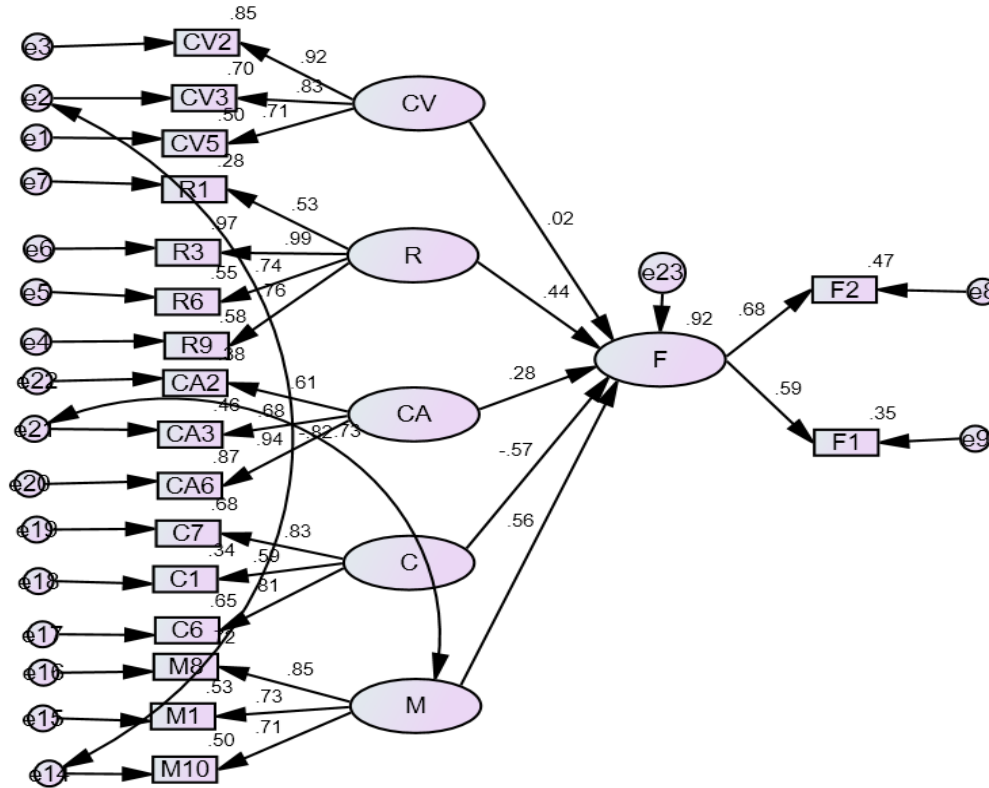 .85
e3
CV2
.92
.70
e2
CV3
.83
CV
.50
.71
e1
CV5
.28
e7
R1
.53
.02
.97
e6
R3
.99
R
.55
.74
e23
.47
e5
R6
.76
.44
F2
e8
.58
.68
.92
e4
R9
.38
F
e22
CA2
.61
.28
.59
.46
.68
CA
.35
e21
CA3
.94
-.82
.73
F1
e9
.87
-.57
e20
CA6
.68
.56
e19
C7
.83
.34
.59
C
e18
C1
.81
.65
e17
C6
e16
M8
.85
.53
.73
M
e15
M1
.71
.50
e14
M10